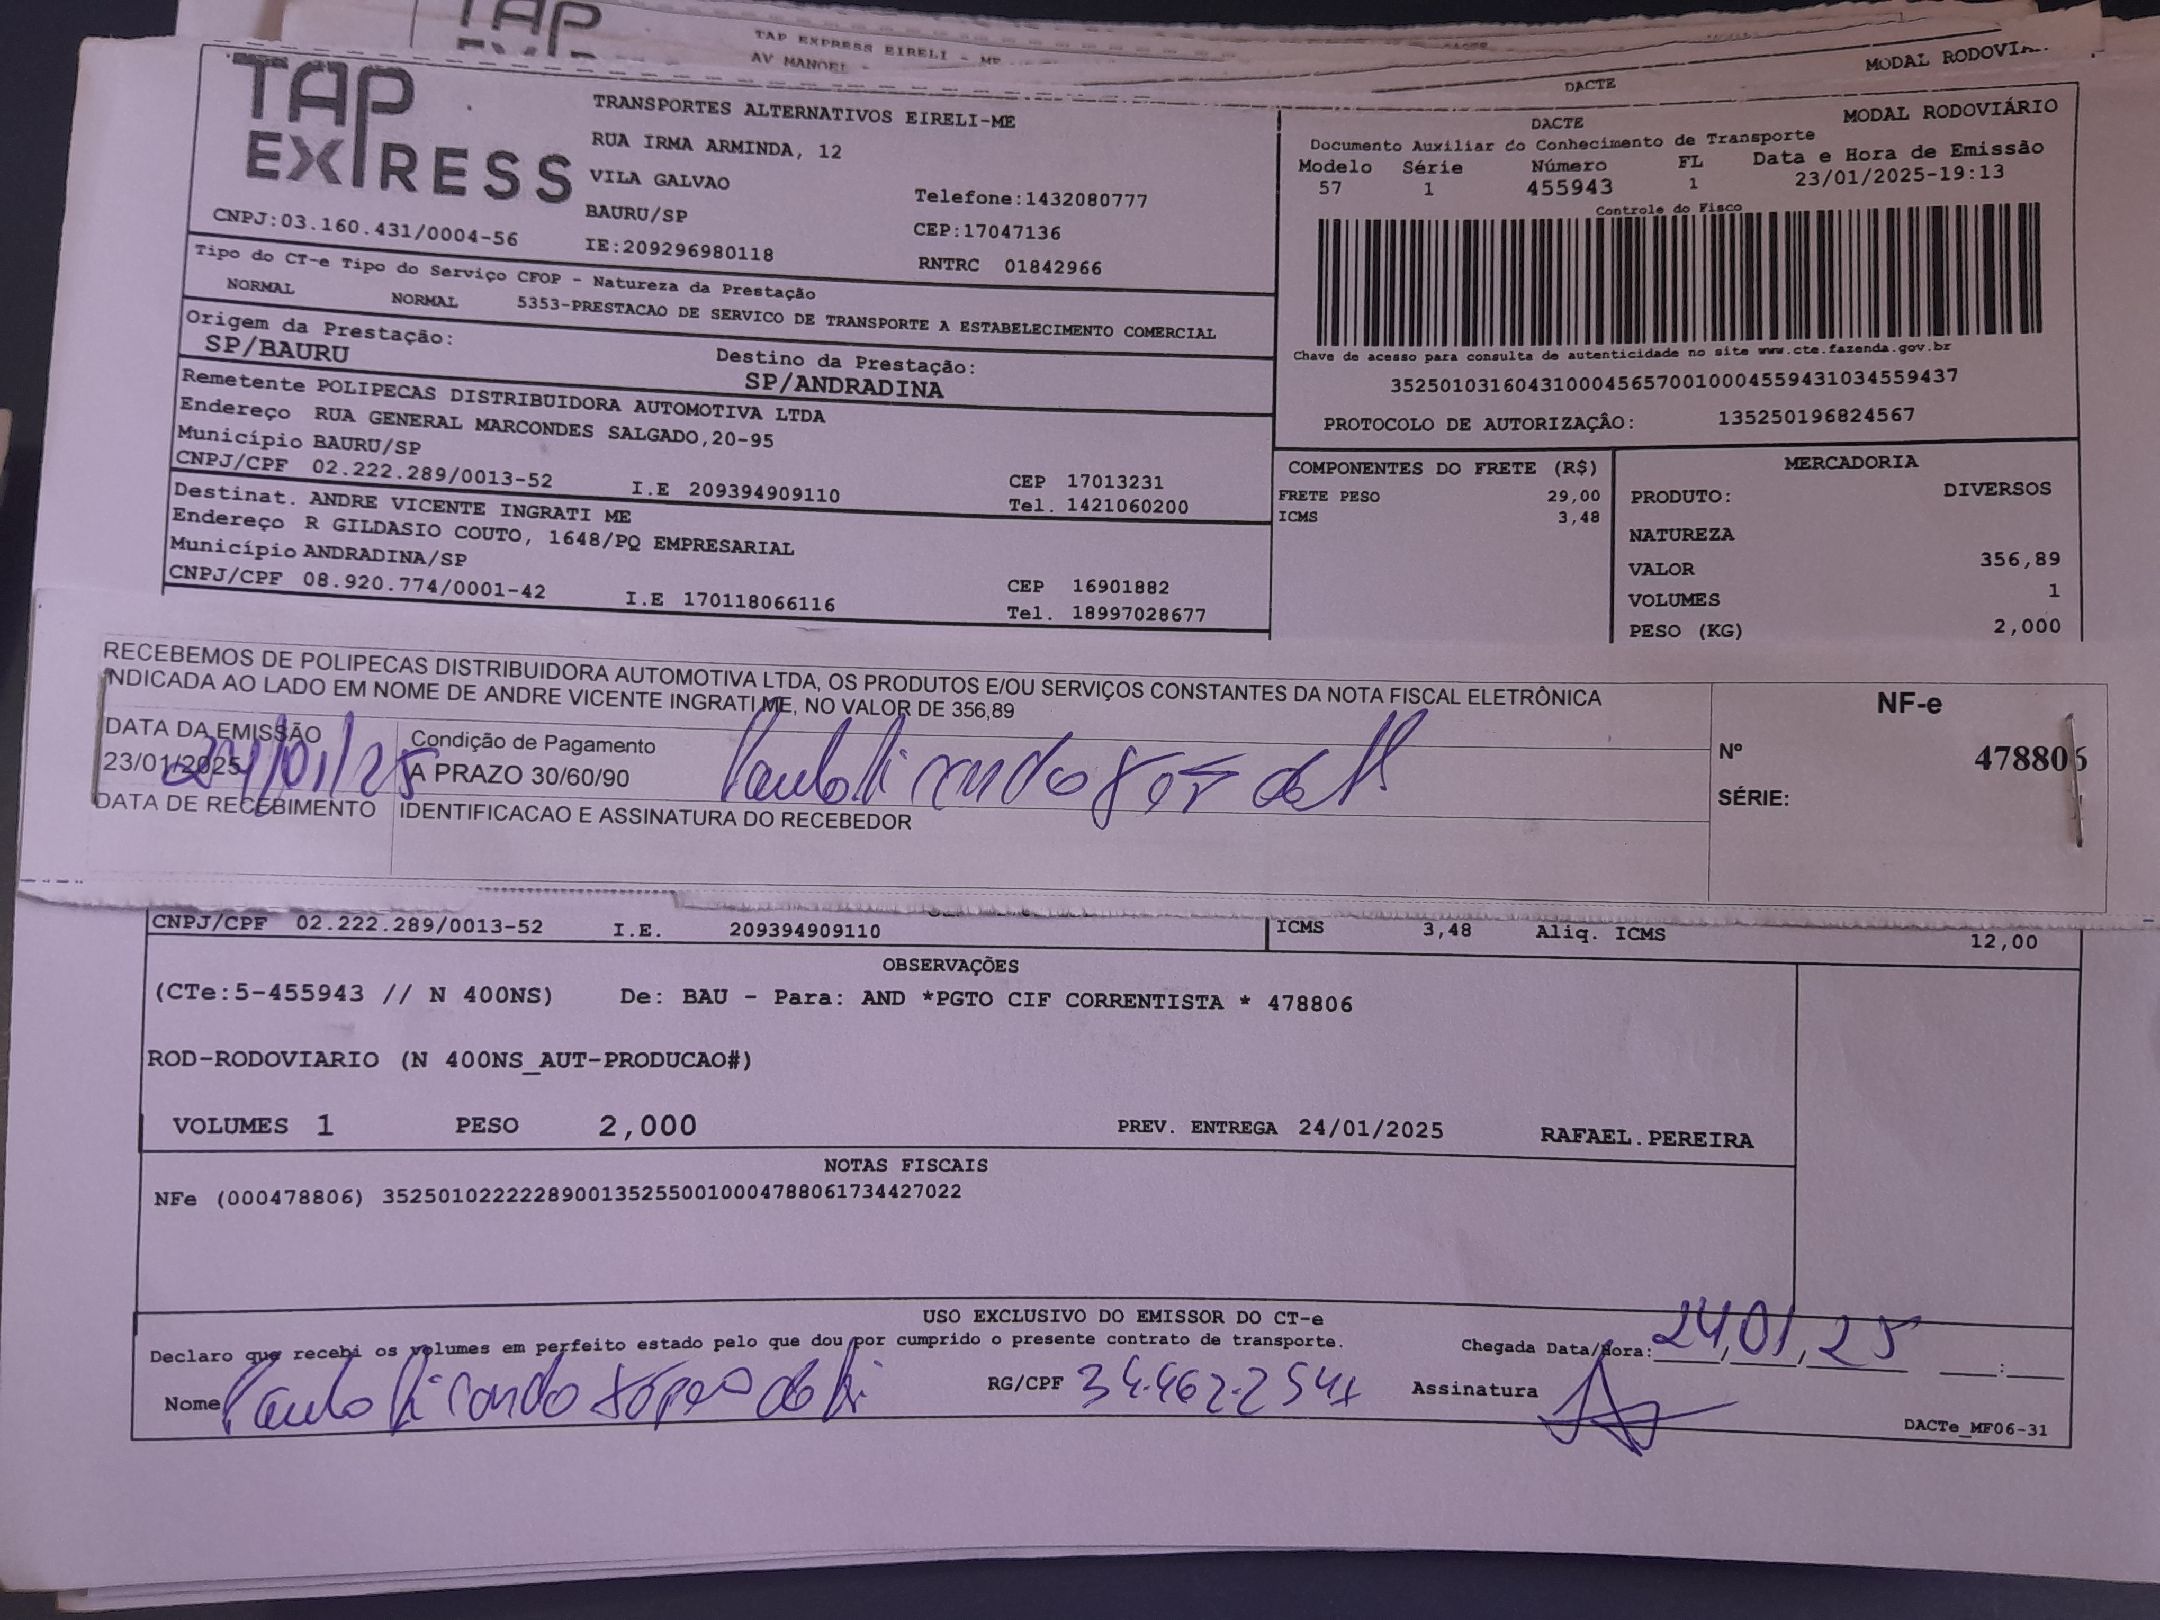 TAP
TAP EXPRESS EIRELI - ME
AV MANOEL -
DACTE
MODAL RODOVI
TAP
EXPRESS
TRANSPORTES ALTERNATIVOS EIRELI-ME
RUA IRMA ARMINDA, 12
VILA GALVAO
Telefone:1432080777
BAURU/SP
CEP:17047136
CNPJ:03.160.431/0004-56
IE:209296980118
RNTRC 01842966
DACTE
MODAL RODOVIÁRIO
Documento Auxiliar do Conhecimento de Transporte
Modelo Série Número FL Data e Hora de Emissão
57 1 455943 1 23/01/2025-19:13
Controle do Fisco
Chave de acesso para consulta de autenticidade no site www.cte.fazenda.gov.br
35250103160431000456570010004559431034559437
PROTOCOLO DE AUTORIZAÇÂO: 135250196824567
Tipo do CT-e Tipo do Serviço CFOP - Natureza da Prestação
NORMAL NORMAL 5353-PRESTACAO DE SERVICO DE TRANSPORTE A ESTABELECIMENTO COMERCIAL
Origem da Prestação:
SP/BAURU
Destino da Prestação:
SP/ANDRADINA
Remetente POLIPECAS DISTRIBUIDORA AUTOMOTIVA LTDA
Endereço RUA GENERAL MARCONDES SALGADO,20-95
Município BAURU/SP
CEP 17013231
CNPJ/CPF 02.222.289/0013-52 I.E 209394909110 Tel. 1421060200
Destinat. ANDRE VICENTE INGRATI ME
Endereço R GILDASIO COUTO, 1648/PQ EMPRESARIAL
Município ANDRADINA/SP
CEP 16901882
CNPJ/CPF 08.920.774/0001-42 I.E 170118066116 Tel. 18997028677
COMPONENTES DO FRETE (R$)
FRETE PESO 29,00
ICMS 3,48
MERCADORIA
PRODUTO: DIVERSOS
NATUREZA
VALOR 356,89
VOLUMES 1
PESO (KG) 2,000
RECEBEMOS DE POLIPECAS DISTRIBUIDORA AUTOMOTIVA LTDA, OS PRODUTOS E/OU SERVIÇOS CONSTANTES DA NOTA FISCAL ELETRÔNICA
INDICADA AO LADO EM NOME DE ANDRE VICENTE INGRATI ME, NO VALOR DE 356,89
DATA DA EMISSÃO
23/01/2025
24/01/25
Condição de Pagamento
A PRAZO 30/60/90
DATA DE RECEBIMENTO
IDENTIFICACAO E ASSINATURA DO RECEBEDOR
NF-e
Nº 478806
SÉRIE:
CNPJ/CPF 02.222.289/0013-52 I.E. 209394909110
ICMS 3,48 Aliq. ICMS 12,00
OBSERVAÇÕES
(CTe:5-455943 // N 400NS) De: BAU - Para: AND *PGTO CIF CORRENTISTA * 478806
ROD-RODOVIARIO (N 400NS_AUT-PRODUCAO#)
VOLUMES 1 PESO 2,000 PREV. ENTREGA 24/01/2025 RAFAEL.PEREIRA
NOTAS FISCAIS
NFe (000478806) 35250102222289001352550010004788061734427022
USO EXCLUSIVO DO EMISSOR DO CT-e
Declaro que recebi os volumes em perfeito estado pelo que dou por cumprido o presente contrato de transporte.
Chegada Data/Hora: 24,01,25 :
Nome Paulo
RG/CPF
Assinatura
DACTe_MF06-31